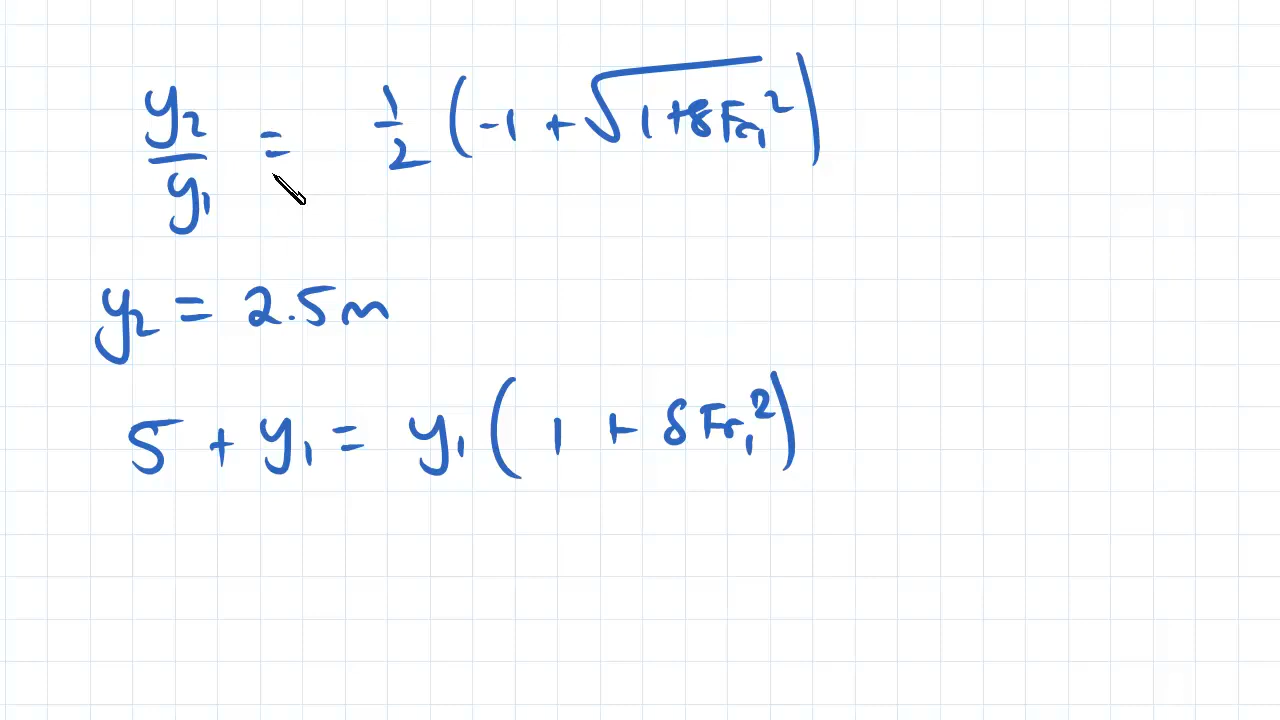 y₂/y₁ = 1/2 (-1 + √(1+8Fr₁²))
y₂ = 2.5m
5 + y₁ = y₁ (1 + 8Fr₁²)